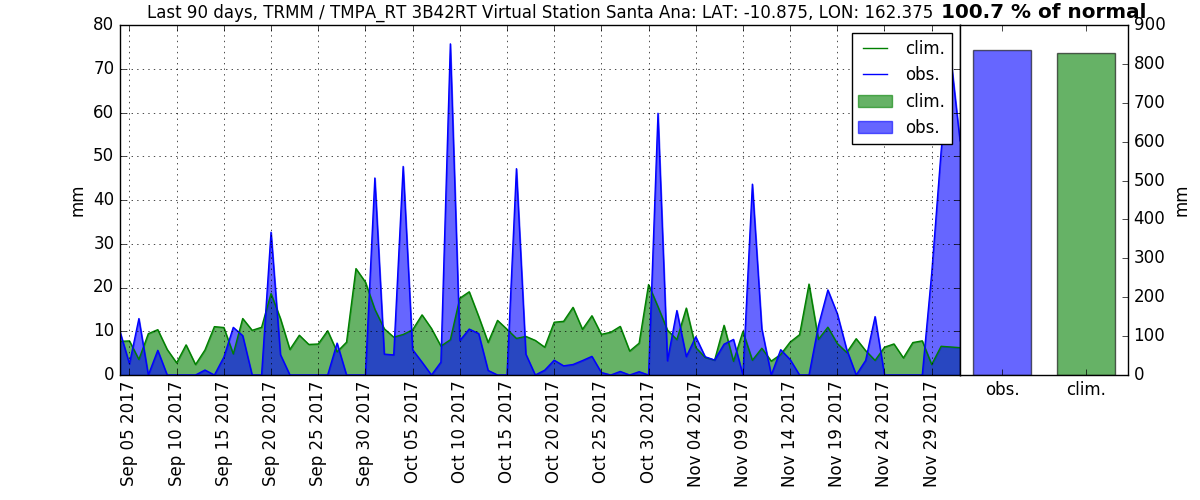 Last 90 days, TRMM / TMPA_RT 3B42RT Virtual Station Santa Ana: LAT: -10.875, LON: 162.375 100.7 % of normal
80
70
60
50
40
30
20
10
0
mm
clim.
obs.
clim.
obs.
Sep 05 2017
Sep 10 2017
Sep 15 2017
Sep 20 2017
Sep 25 2017
Sep 30 2017
Oct 05 2017
Oct 10 2017
Oct 15 2017
Oct 20 2017
Oct 25 2017
Oct 30 2017
Nov 04 2017
Nov 09 2017
Nov 14 2017
Nov 19 2017
Nov 24 2017
Nov 29 2017
900
800
700
600
500
400
300
200
100
0
mm
obs.
clim.